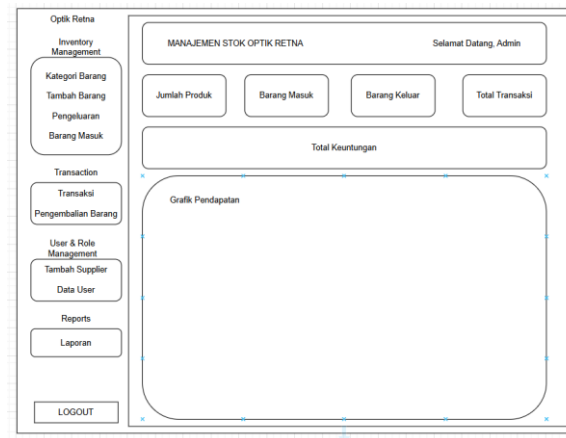 Optik Retna
Inventory
Management
Kategori Barang
Tambah Barang
Pengeluaran
Barang Masuk
Transaction
Transaksi
Pengembalian Barang
User & Role
Management
Tambah Supplier
Data User
Reports
Laporan
LOGOUT
MANAJEMEN STOK OPTIK RETNA
Selamat Datang, Admin
Jumlah Produk
Barang Masuk
Barang Keluar
Total Transaksi
Total Keuntungan
Grafik Pendapatan